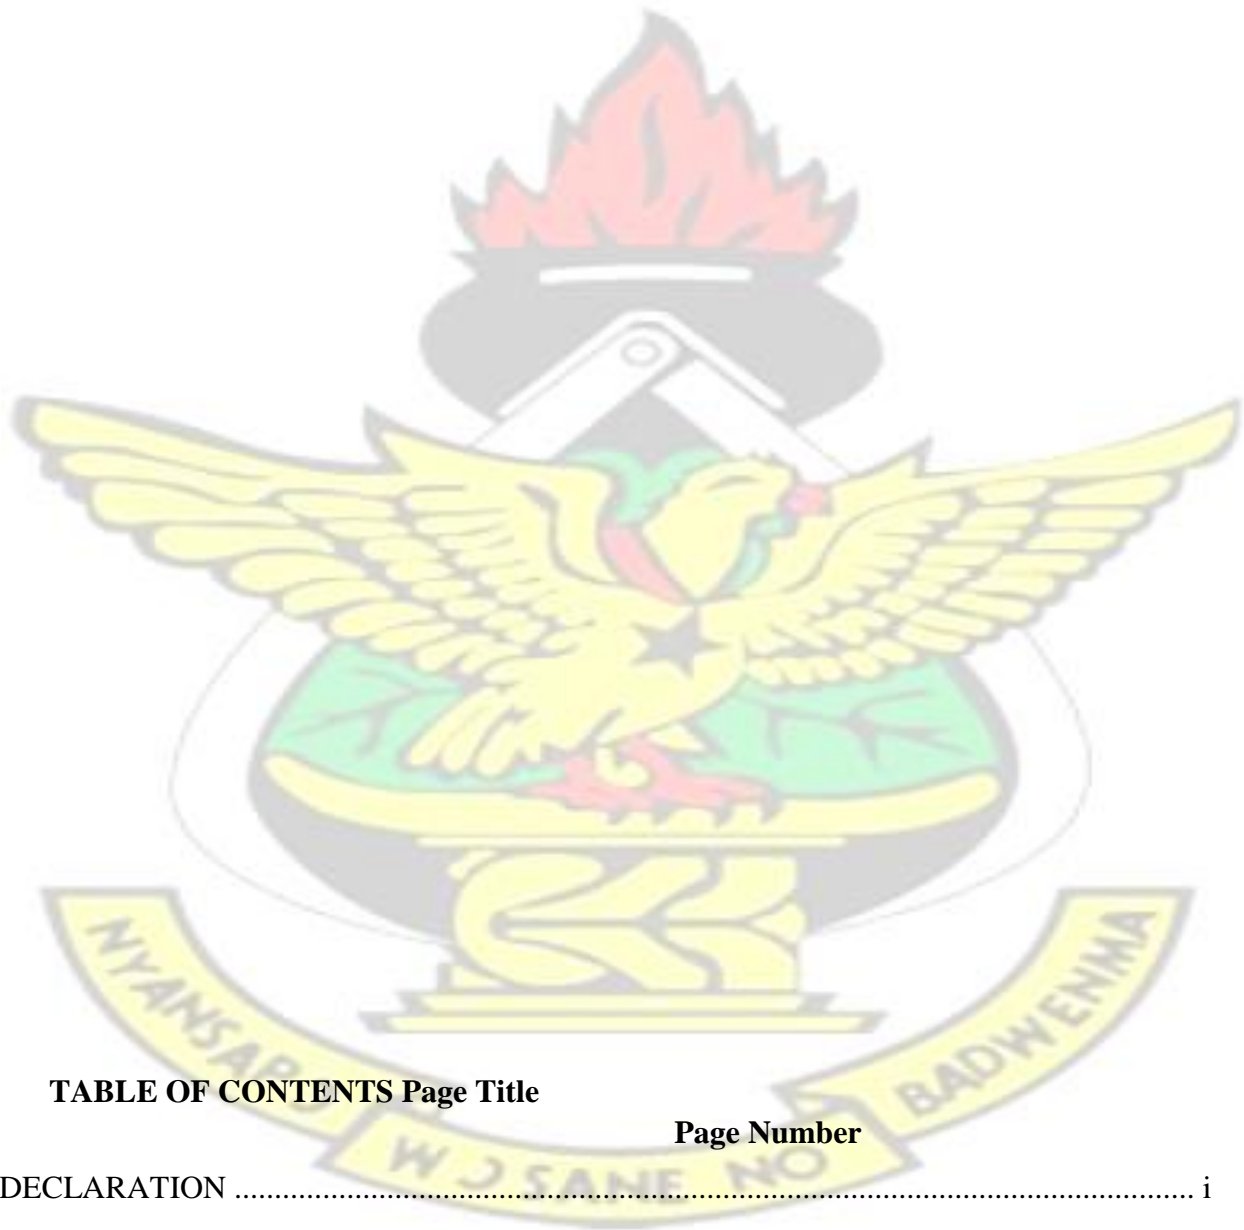 NYANSAPO
BADWENMA
TABLE OF CONTENTS Page Title
Page Number
W Ɔ SANE NO
DECLARATION .................................................................................................... i